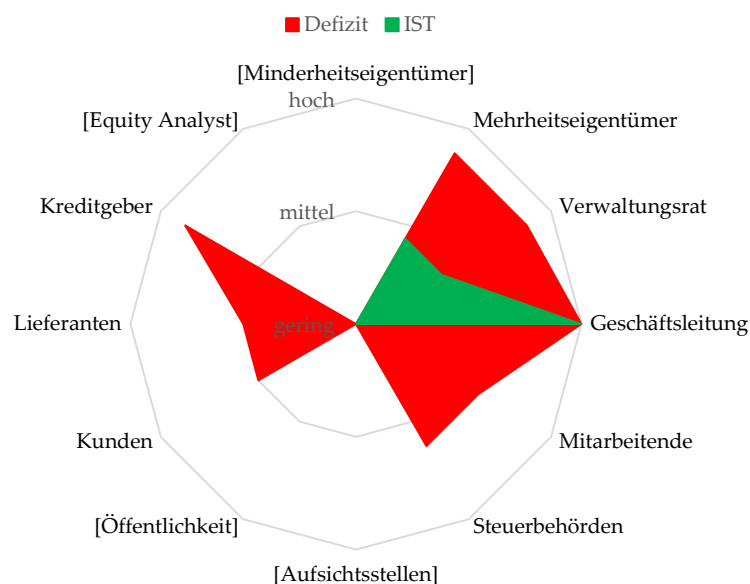 Defizit IST
[Minderheitseigentümer]
hoch
[Equity Analyst]
Mehrheitseigentümer
Kreditgeber
mittel
Verwaltungsrat
Lieferanten
gering
Geschäftsleitung
Kunden
Mitarbeitende
[Öffentlichkeit]
Steuerbehörden
[Aufsichtsstellen]